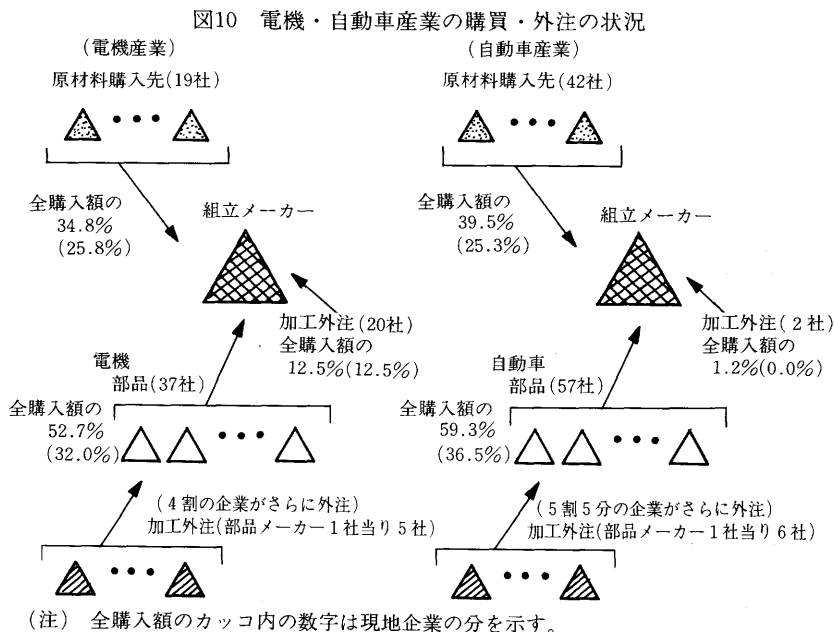 図10 電機・自動車産業の購買・外注の状況
(電機産業)
原材料購入先(19社)
全購入額の
34.8%
(25.8%)
組立メーカー
加工外注(20社)
全購入額の
12.5%(12.5%)
電機
部品(37社)
全購入額の
52.7%
(32.0%)
(4割の企業がさらに外注)
加工外注(部品メーカー1社当り5社)
(自動車産業)
原材料購入先(42社)
全購入額の
39.5%
(25.3%)
組立メーカー
加工外注(2社)
全購入額の
1.2%(0.0%)
自動車
部品(57社)
全購入額の
59.3%
(36.5%)
(5割5分の企業がさらに外注)
加工外注(部品メーカー1社当り6社)
(注) 全購入額のカッコ内の数字は現地企業の分を示す。